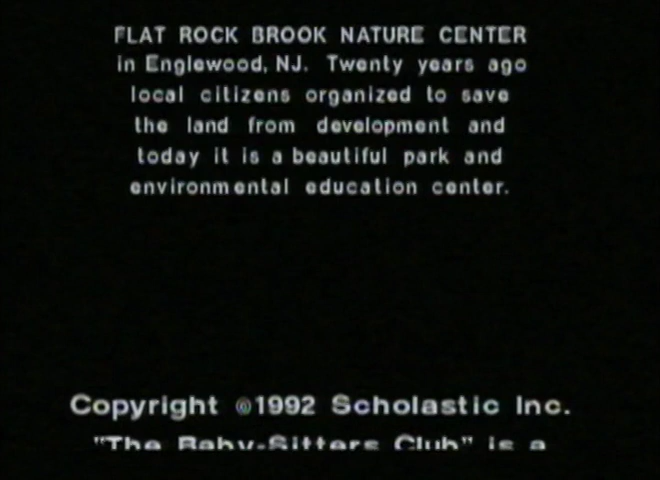 FLAT ROCK BROOK NATURE CENTER
in Englewood, NJ. Twenty years ago
local citizens organized to save
the land from development and
today it is a beautiful park and
environmental education center.
Copyright ©1992 Scholastic Inc.
"The Baby-Sitters Club" is a